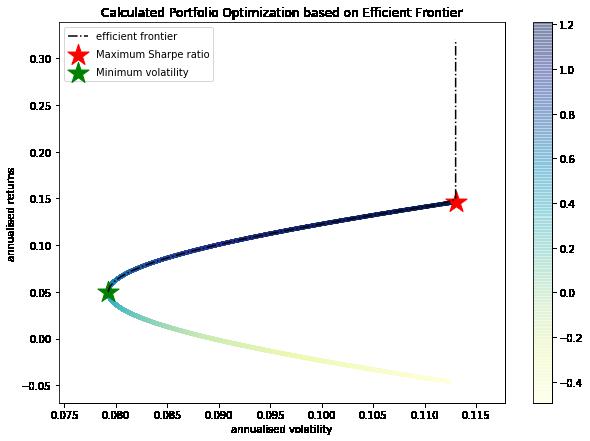 Calculated Portfolio Optimization based on Efficient Frontier
efficient frontier
Maximum Sharpe ratio
Minimum volatility
0.30
0.25
0.20
0.15
0.10
0.05
0.00
−0.05
annualised returns
0.075 0.080 0.085 0.090 0.095 0.100 0.105 0.110 0.115
annualised volatility
1.2
1.0
0.8
0.6
0.4
0.2
0.0
−0.2
−0.4